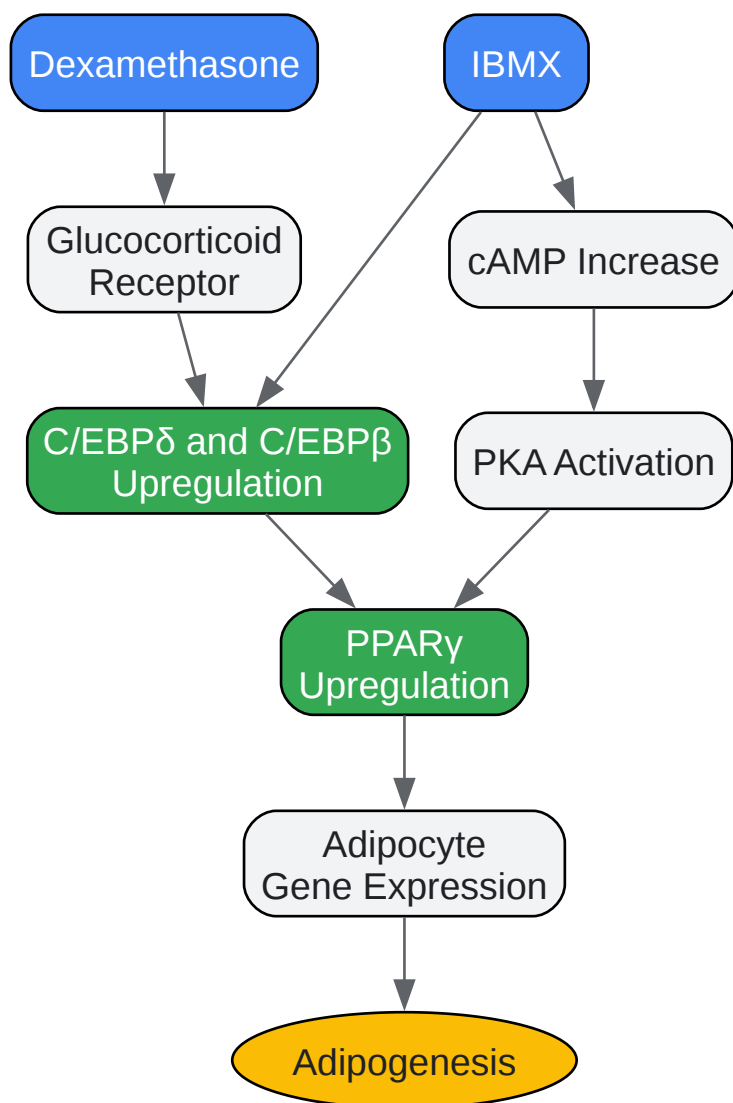 Dexamethasone
IBMX
Glucocorticoid
Receptor
cAMP Increase
C/EBPδ and C/EBPβ
Upregulation
PKA Activation
PPARγ
Upregulation
Adipocyte
Gene Expression
Adipogenesis